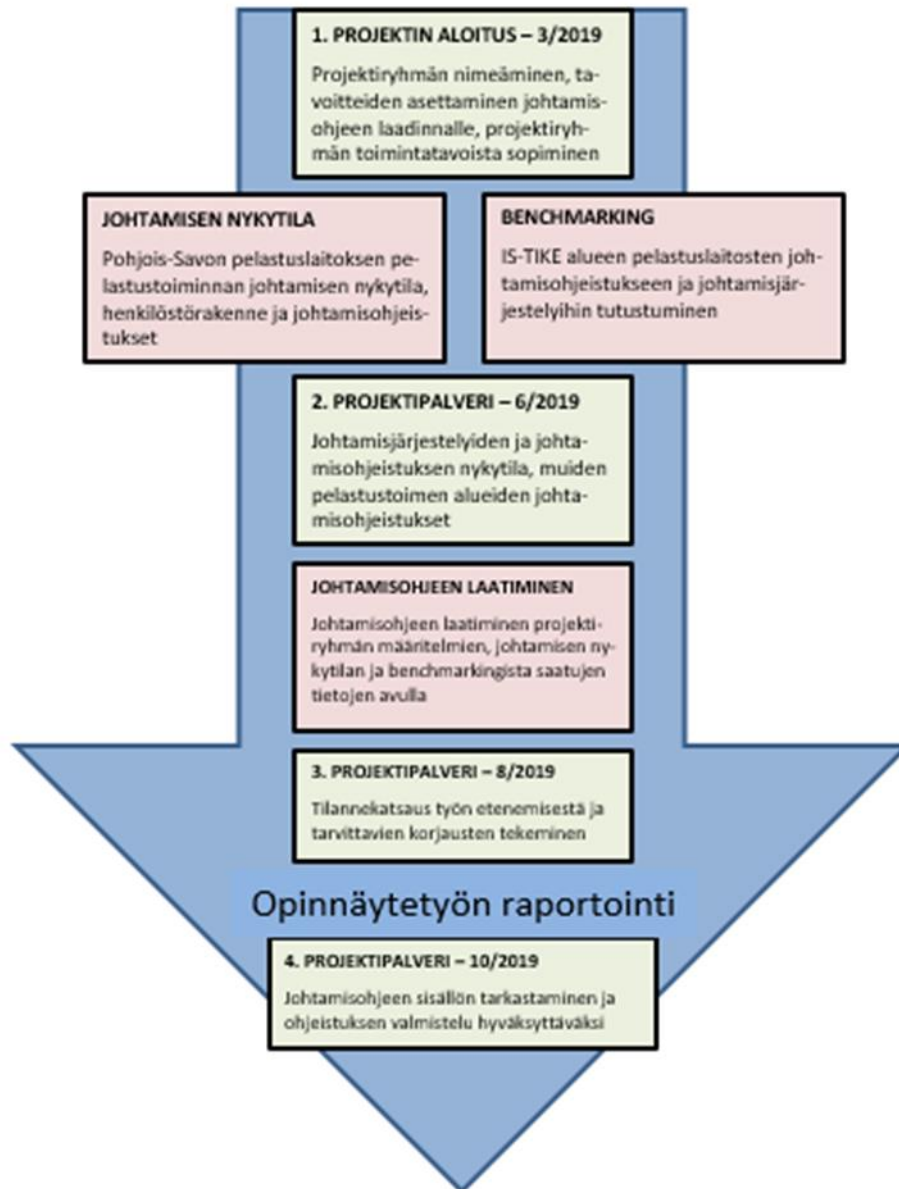 1. PROJEKTIN ALOITUS – 3/2019
Projektiryhmän nimeäminen, ta-
voitteiden asettaminen johtamis-
ohjeen laadinnalle, projektiryh-
män toimintatavoista sopiminen
JOHTAMISEN NYKYTILA
Pohjois-Savon pelastuslaitoksen pe-
lastustoiminnan johtamisen nykytila,
henkilöstörakenne ja johtamisohjeis-
tukset
BENCHMARKING
IS-TIKE alueen pelastuslaitosten joh-
tamisohjeistukseen ja johtamisjär-
jestelyihin tutustuminen
2. PROJEKTIPALVERI – 6/2019
Johtamisjärjestelyiden ja johta-
misohjeistuksen nykytila, muiden
pelastustoimen alueiden johta-
misohjeistukset
JOHTAMISOHJEEN LAATIMINEN
Johtamisohjeen laatiminen projekti-
ryhmän määritelmien, johtamisen ny-
kytilan ja benchmarkingista saatujen
tietojen avulla
3. PROJEKTIPALVERI – 8/2019
Tilannekatsaus työn etenemisestä ja
tarvittavien korjausten tekeminen
Opinnäytetyön raportointi
4. PROJEKTIPALVERI – 10/2019
Johtamisohjeen sisällön tarkastaminen ja
ohjeistuksen valmistelu hyväksyttäväksi